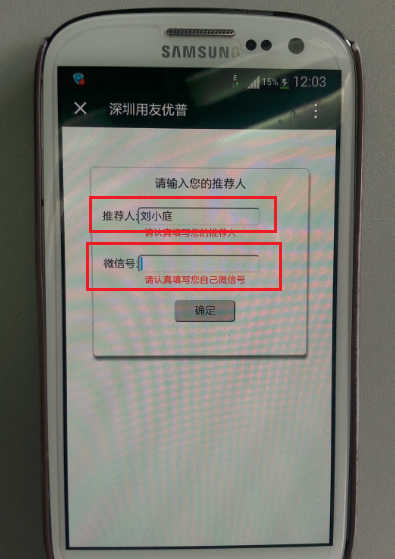 SAMSUNG
E 15% 12:03
深圳用友优普
请输入您的推荐人
推荐人:刘小庭
请认真填写您的推荐人
微信号:
请认真填写您自己微信号
确定